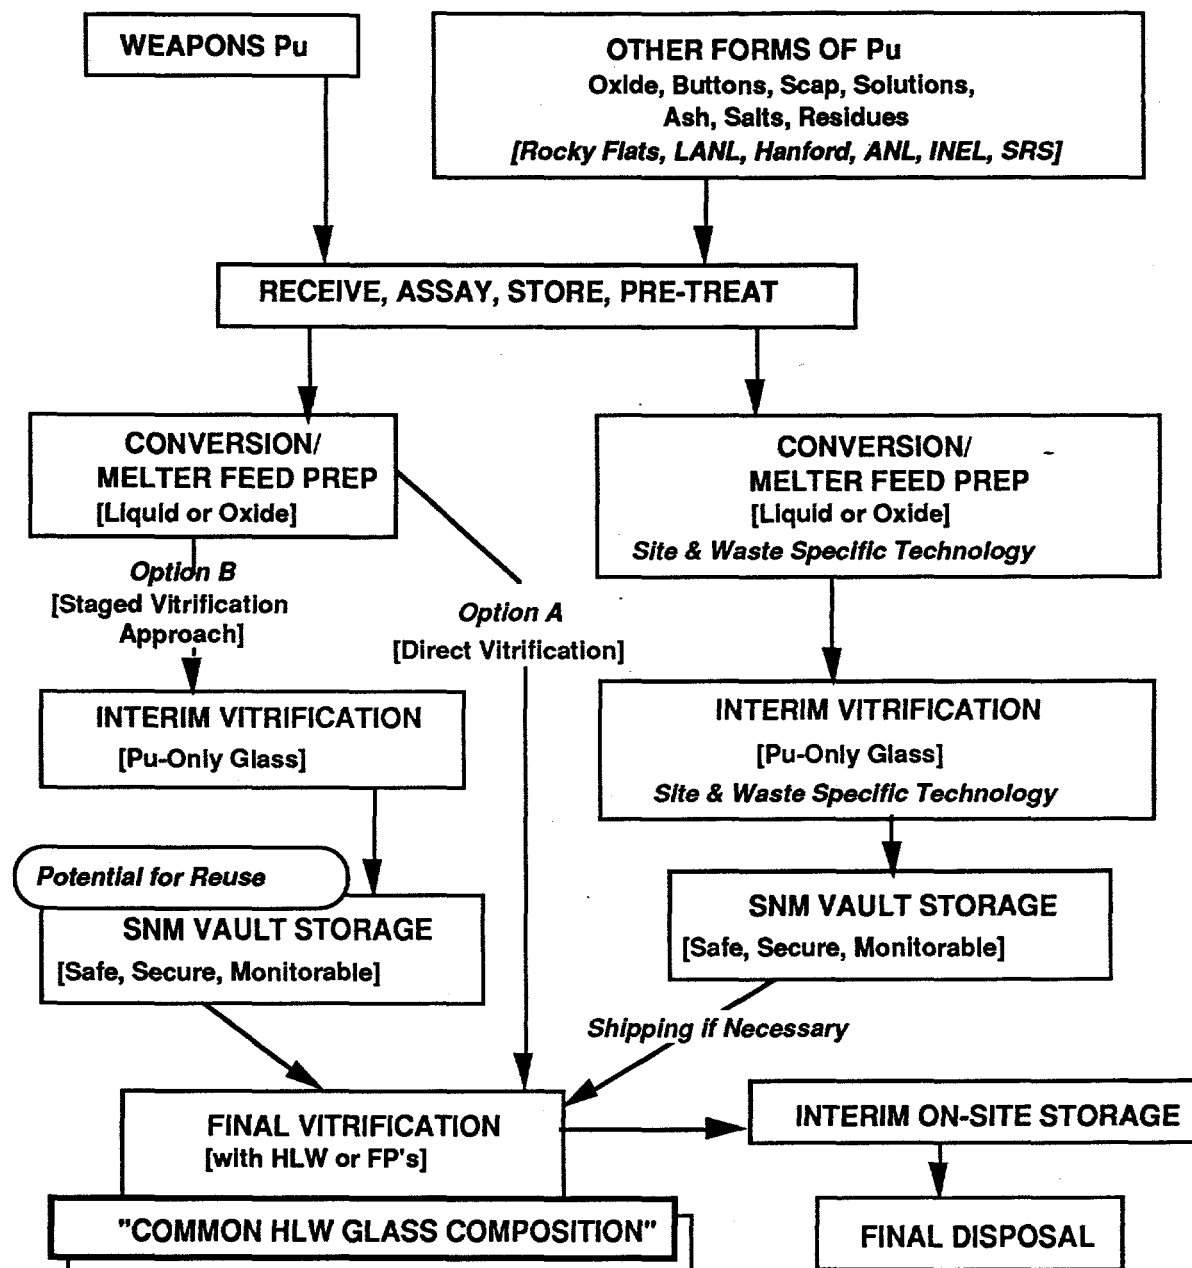 WEAPONS Pu
OTHER FORMS OF Pu
Oxide, Buttons, Scap, Solutions,
Ash, Salts, Residues
[Rocky Flats, LANL, Hanford, ANL, INEL, SRS]
RECEIVE, ASSAY, STORE, PRE-TREAT
CONVERSION/
MELTER FEED PREP
[Liquid or Oxide]
CONVERSION/
MELTER FEED PREP
[Liquid or Oxide]
Site & Waste Specific Technology
Option B
[Staged Vitrification
Approach]
Option A
[Direct Vitrification]
INTERIM VITRIFICATION
[Pu-Only Glass]
INTERIM VITRIFICATION
[Pu-Only Glass]
Site & Waste Specific Technology
Potential for Reuse
SNM VAULT STORAGE
[Safe, Secure, Monitorable]
SNM VAULT STORAGE
[Safe, Secure, Monitorable]
Shipping if Necessary
FINAL VITRIFICATION
[with HLW or FP's]
INTERIM ON-SITE STORAGE
"COMMON HLW GLASS COMPOSITION"
FINAL DISPOSAL